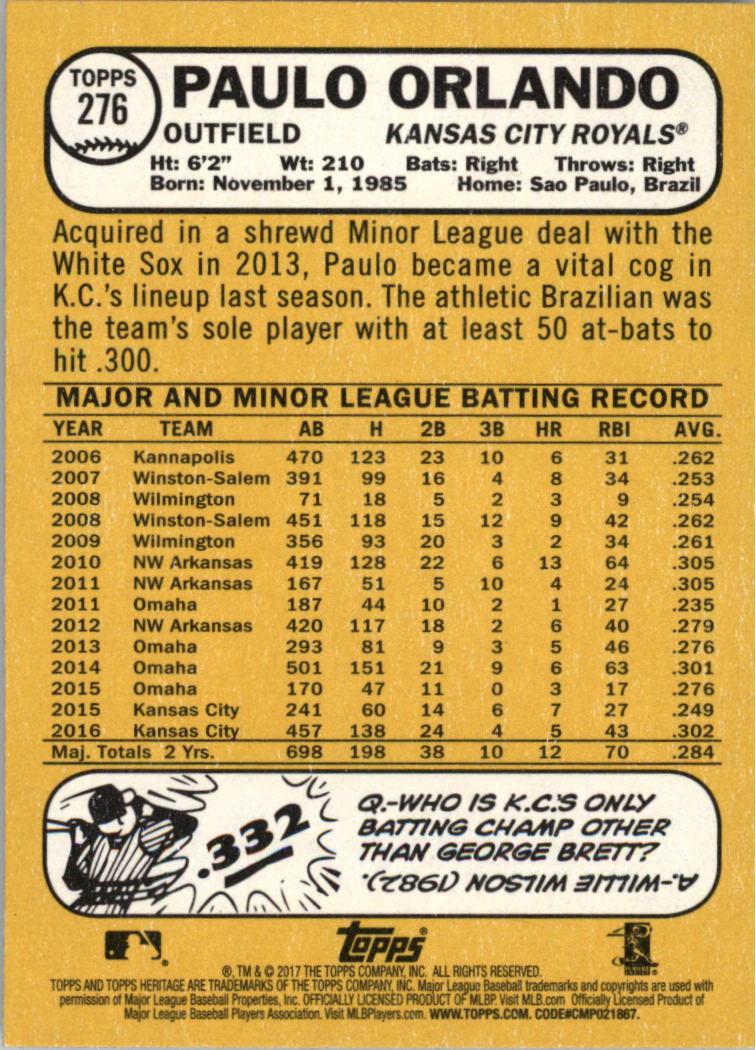 TOPPS
276
PAULO ORLANDO
OUTFIELD KANSAS CITY ROYALS®
Ht: 6'2" Wt: 210 Bats: Right Throws: Right
Born: November 1, 1985 Home: Sao Paulo, Brazil
Acquired in a shrewd Minor League deal with the
White Sox in 2013, Paulo became a vital cog in
K.C.'s lineup last season. The athletic Brazilian was
the team's sole player with at least 50 at-bats to
hit .300.
MAJOR AND MINOR LEAGUE BATTING RECORD
YEAR TEAM AB H 2B 3B HR RBI AVG.
2006 Kannapolis 470 123 23 10 6 31 .262
2007 Winston-Salem 391 99 16 4 8 34 .253
2008 Wilmington 71 18 5 2 3 9 .254
2008 Winston-Salem 451 118 15 12 9 42 .262
2009 Wilmington 356 93 20 3 2 34 .261
2010 NW Arkansas 419 128 22 6 13 64 .305
2011 NW Arkansas 167 51 5 10 4 24 .305
2011 Omaha 187 44 10 2 1 27 .235
2012 NW Arkansas 420 117 18 2 6 40 .279
2013 Omaha 293 81 9 3 5 46 .276
2014 Omaha 501 151 21 9 6 63 .301
2015 Omaha 170 47 11 0 3 17 .276
2015 Kansas City 241 60 14 6 7 27 .249
2016 Kansas City 457 138 24 4 5 43 .302
Maj. Totals 2 Yrs. 698 198 38 10 12 70 .284
.332
Q.-WHO IS K.C.'S ONLY
BATTING CHAMP OTHER
THAN GEORGE BRETT?
A.-WILLIE WILSON (1982).
topps
®, TM & © 2017 THE TOPPS COMPANY, INC. ALL RIGHTS RESERVED.
TOPPS AND TOPPS HERITAGE ARE TRADEMARKS OF THE TOPPS COMPANY, INC. Major League Baseball trademarks and copyrights are used with
permission of Major League Baseball Properties, Inc. OFFICIALLY LICENSED PRODUCT OF MLBP. Visit MLB.com Officially Licensed Product of
Major League Baseball Players Association. Visit MLBPlayers.com. WWW.TOPPS.COM. CODE#CMP021867.